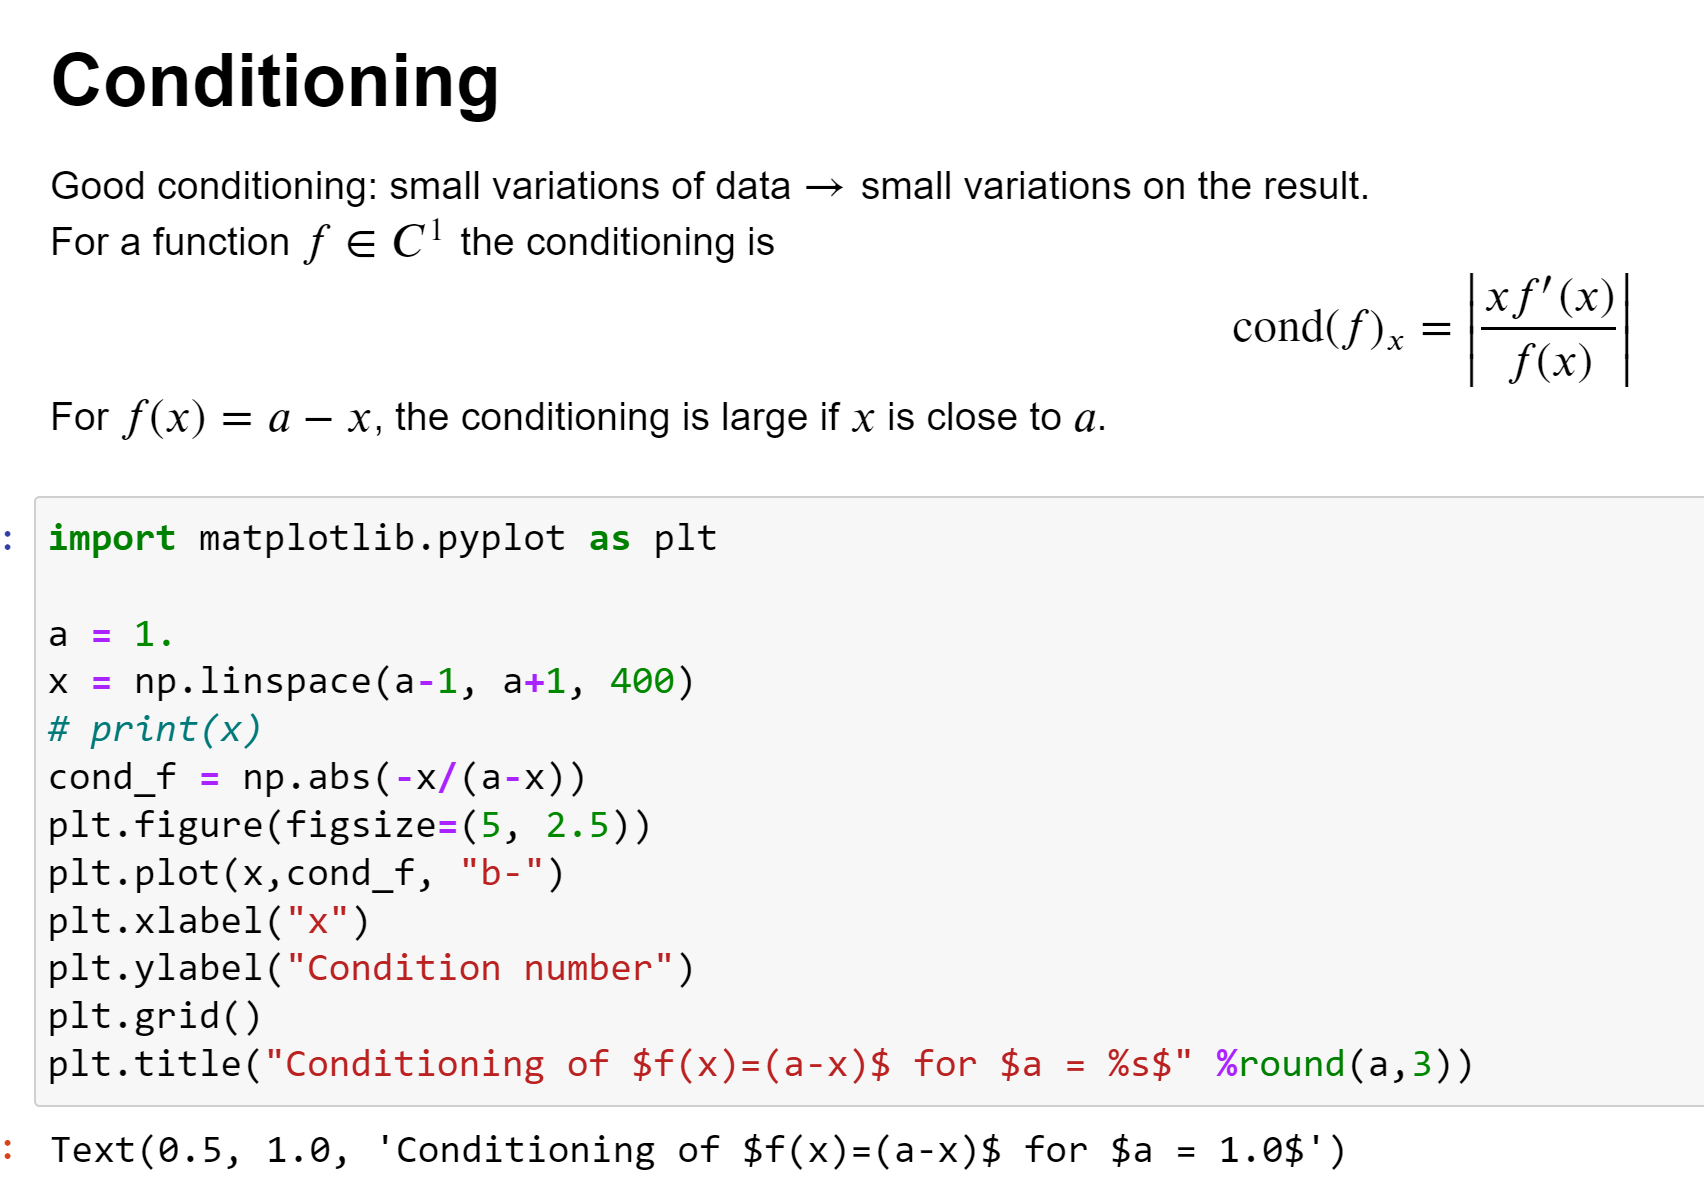 Conditioning
Good conditioning: small variations of data → small variations on the result.
For a function f ∈ C¹ the conditioning is
cond(f)ₓ = |xf′(x)/f(x)|
For f(x) = a − x, the conditioning is large if x is close to a.
: import matplotlib.pyplot as plt
a = 1.
x = np.linspace(a-1, a+1, 400)
# print(x)
cond_f = np.abs(-x/(a-x))
plt.figure(figsize=(5, 2.5))
plt.plot(x,cond_f, "b-")
plt.xlabel("x")
plt.ylabel("Condition number")
plt.grid()
plt.title("Conditioning of $f(x)=(a-x)$ for $a = %s$" %round(a,3))
: Text(0.5, 1.0, 'Conditioning of $f(x)=(a-x)$ for $a = 1.0$')